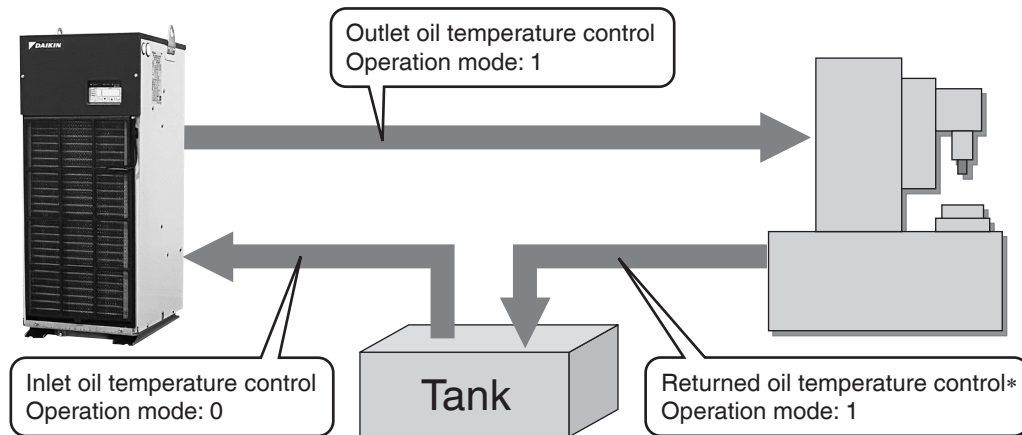 DAIKIN
Outlet oil temperature control
Operation mode: 1
Inlet oil temperature control
Operation mode: 0
Tank
Returned oil temperature control*
Operation mode: 1